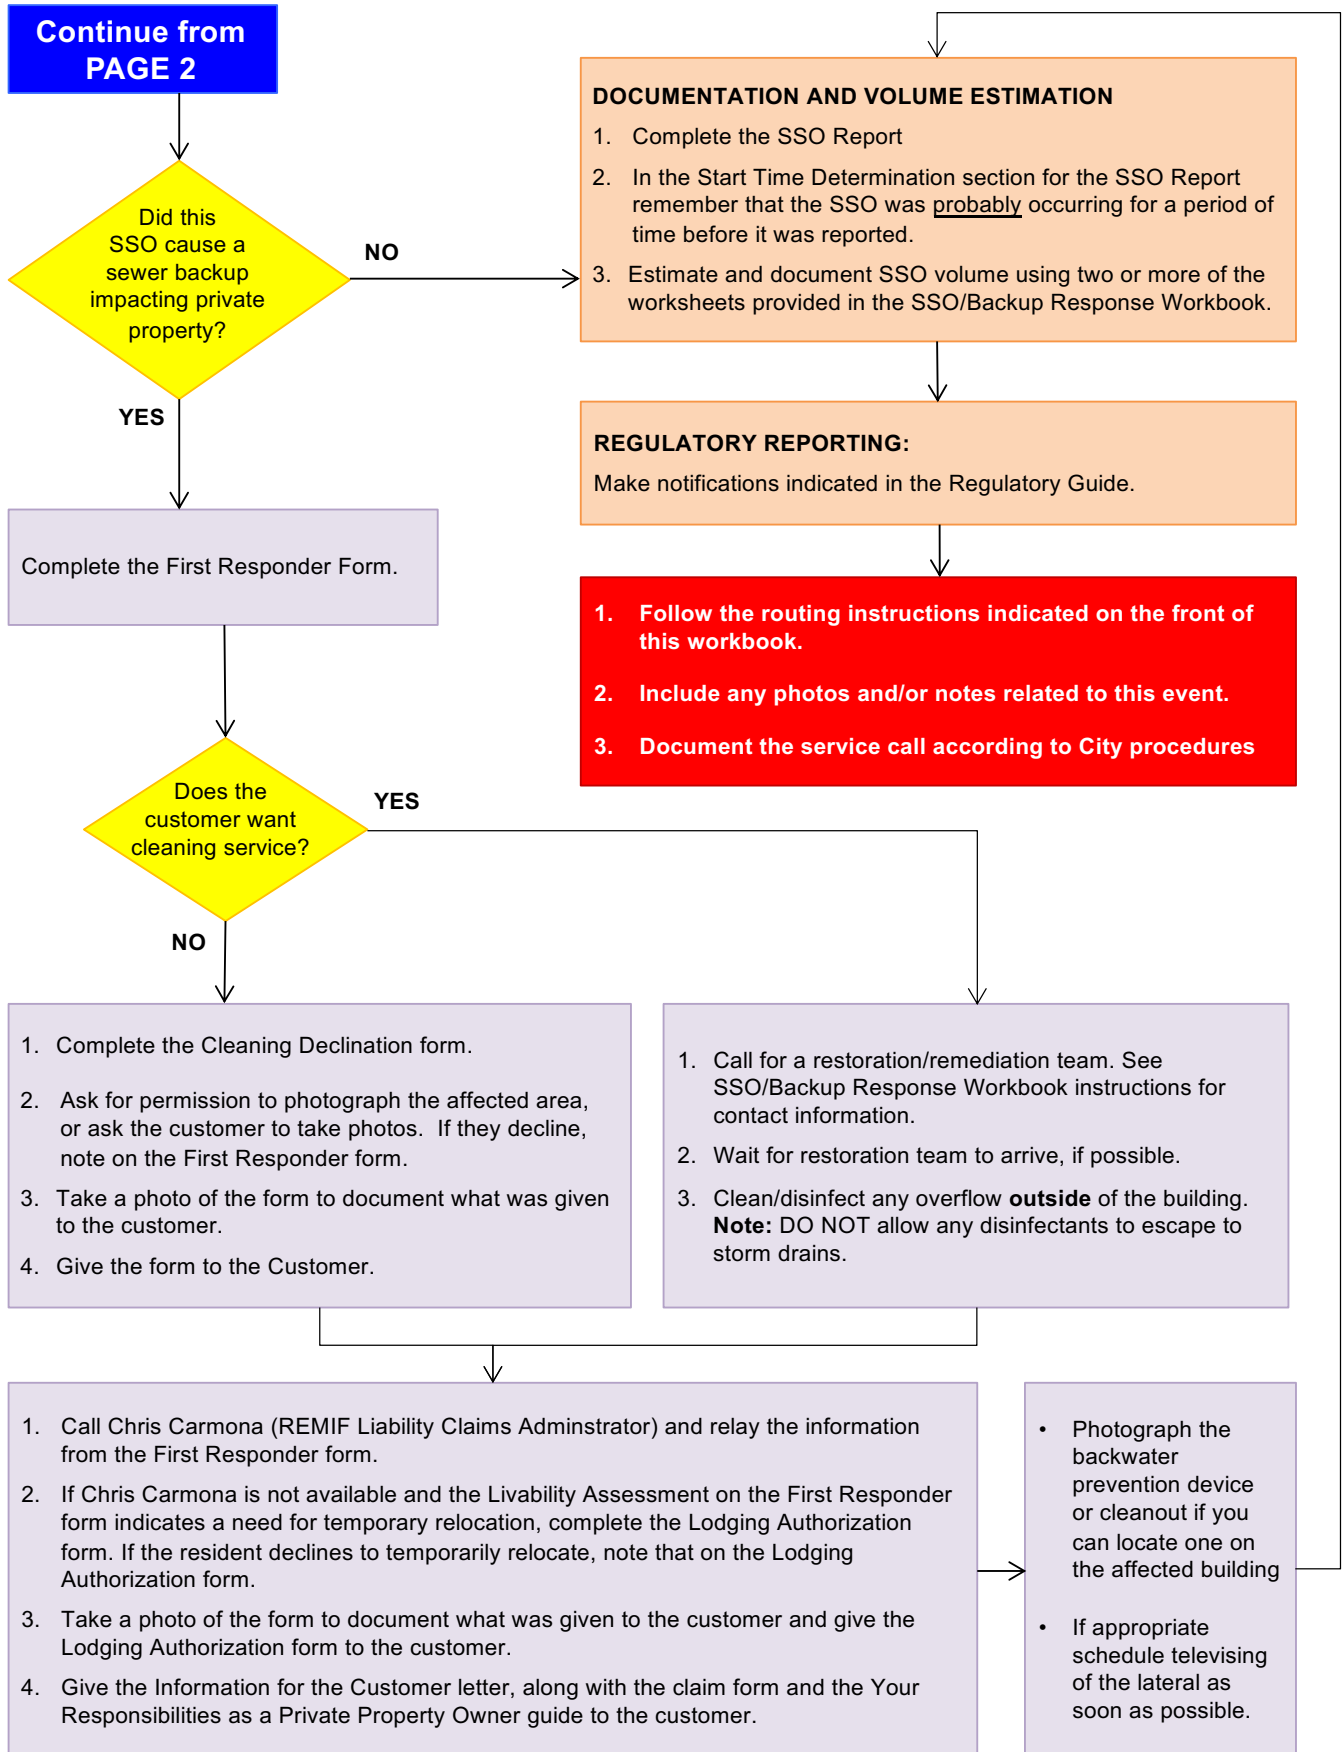 Continue from
PAGE 2
Did this
SSO cause a
sewer backup
impacting private
property?
NO
YES
DOCUMENTATION AND VOLUME ESTIMATION
1. Complete the SSO Report
2. In the Start Time Determination section for the SSO Report
remember that the SSO was probably occurring for a period of
time before it was reported.
3. Estimate and document SSO volume using two or more of the
worksheets provided in the SSO/Backup Response Workbook.
REGULATORY REPORTING:
Make notifications indicated in the Regulatory Guide.
1. Follow the routing instructions indicated on the front of
this workbook.
2. Include any photos and/or notes related to this event.
3. Document the service call according to City procedures
Complete the First Responder Form.
Does the
customer want
cleaning service?
YES
NO
1. Complete the Cleaning Declination form.
2. Ask for permission to photograph the affected area,
or ask the customer to take photos. If they decline,
note on the First Responder form.
3. Take a photo of the form to document what was given
to the customer.
4. Give the form to the Customer.
1. Call for a restoration/remediation team. See
SSO/Backup Response Workbook instructions for
contact information.
2. Wait for restoration team to arrive, if possible.
3. Clean/disinfect any overflow outside of the building.
Note: DO NOT allow any disinfectants to escape to
storm drains.
1. Call Chris Carmona (REMIF Liability Claims Adminstrator) and relay the information
from the First Responder form.
2. If Chris Carmona is not available and the Livability Assessment on the First Responder
form indicates a need for temporary relocation, complete the Lodging Authorization
form. If the resident declines to temporarily relocate, note that on the Lodging
Authorization form.
3. Take a photo of the form to document what was given to the customer and give the
Lodging Authorization form to the customer.
4. Give the Information for the Customer letter, along with the claim form and the Your
Responsibilities as a Private Property Owner guide to the customer.
• Photograph the
backwater
prevention device
or cleanout if you
can locate one on
the affected building
• If appropriate
schedule televising
of the lateral as
soon as possible.